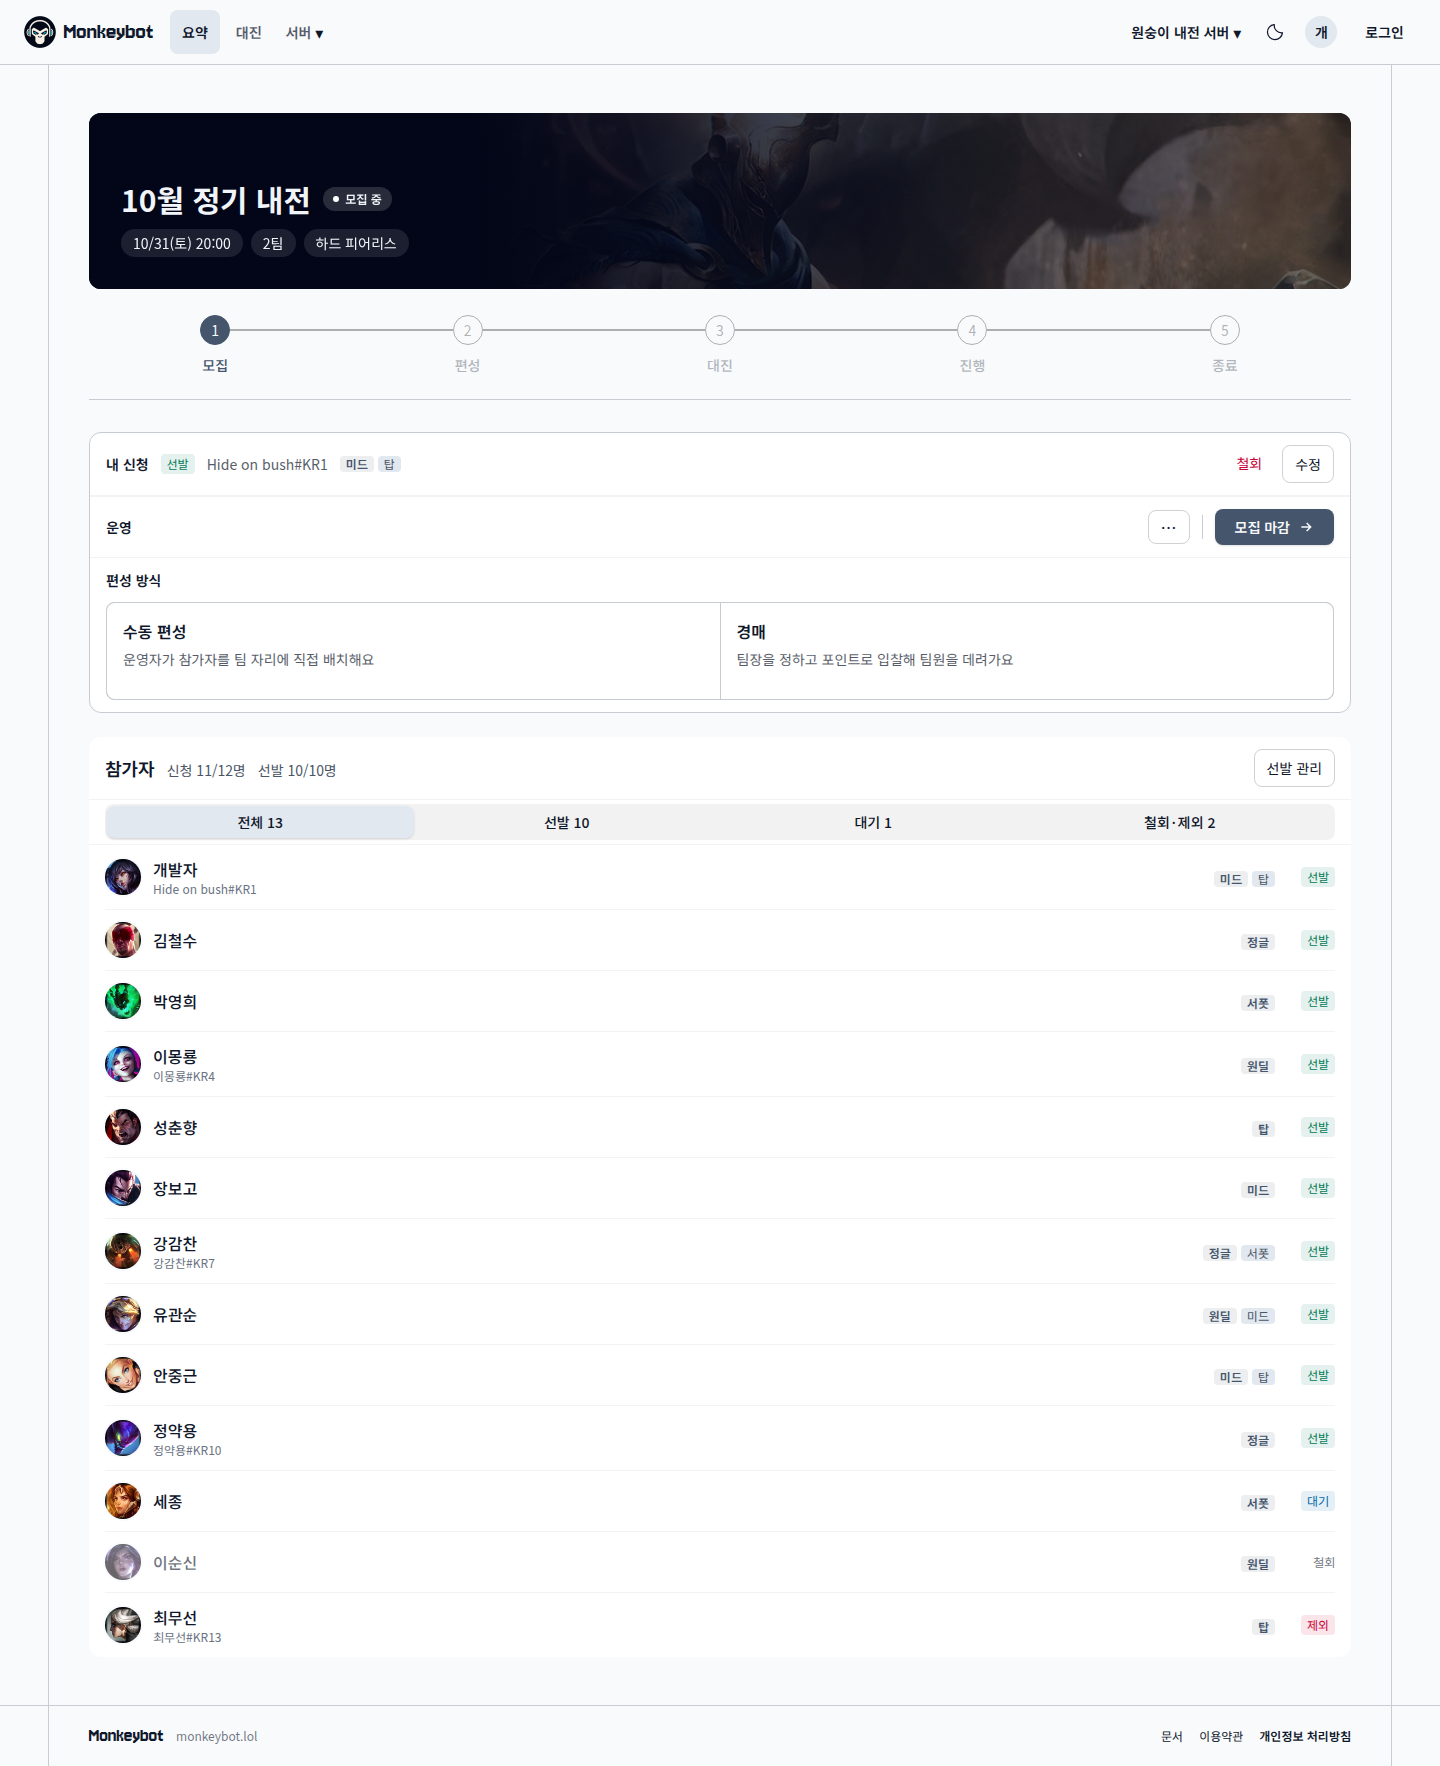 Monkeybot 요약 대진 서버 ▾ 원숭이 내전 서버 ▾ 개 로그인
10월 정기 내전 모집 중
10/31(토) 20:00 2팀 하드 피어리스
1 2 3 4 5
모집 편성 대진 진행 종료
내 신청 선발 Hide on bush#KR1 미드 탑 철회 수정
운영 ⋯ 모집 마감 →
편성 방식
수동 편성 경매
운영자가 참가자를 팀 자리에 직접 배치해요 팀장을 정하고 포인트로 입찰해 팀원을 데려가요
참가자 신청 11/12명 선발 10/10명 선발 관리
전체 13 선발 10 대기 1 철회·제외 2
개발자 미드 탑 선발
Hide on bush#KR1
김철수 정글 선발
박영희 서폿 선발
이몽룡 원딜 선발
이몽룡#KR4
성춘향 탑 선발
장보고 미드 선발
강감찬 정글 서폿 선발
강감찬#KR7
유관순 원딜 미드 선발
안중근 미드 탑 선발
정약용 정글 선발
정약용#KR10
세종 서폿 대기
이순신 원딜 철회
최무선 탑 제외
최무선#KR13
Monkeybot monkeybot.lol 문서 이용약관 개인정보 처리방침